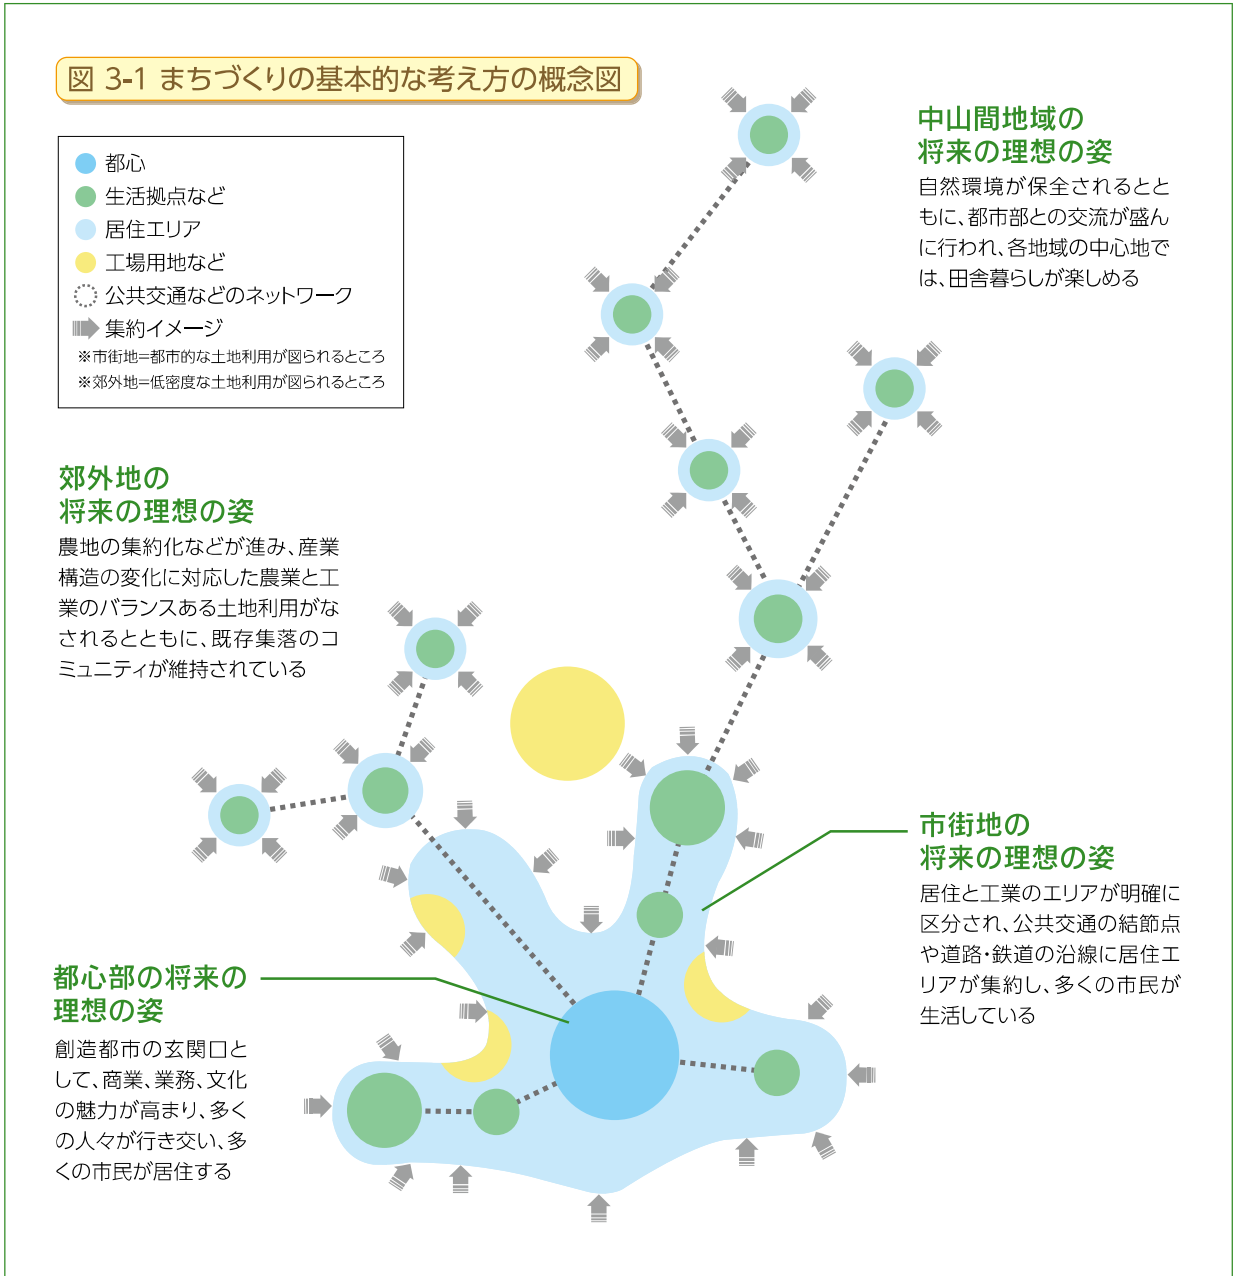 図 3-1 まちづくりの基本的な考え方の概念図
都心
生活拠点など
居住エリア
工場用地など
公共交通などのネットワーク
集約イメージ
※市街地=都市的な土地利用が図られるところ
※郊外地=低密度な土地利用が図られるところ
中山間地域の
将来の理想の姿
自然環境が保全されるとと
もに、都市部との交流が盛ん
に行われ、各地域の中心地で
は、田舎暮らしが楽しめる
郊外地の
将来の理想の姿
農地の集約化などが進み、産業
構造の変化に対応した農業と工
業のバランスある土地利用がな
されるとともに、既存集落のコ
ミュニティが維持されている
市街地の
将来の理想の姿
居住と工業のエリアが明確に
区分され、公共交通の結節点
や道路・鉄道の沿線に居住エ
リアが集約し、多くの市民が
生活している
都心部の将来の
理想の姿
創造都市の玄関口と
して、商業、業務、文化
の魅力が高まり、多く
の人々が行き交い、多
くの市民が居住する